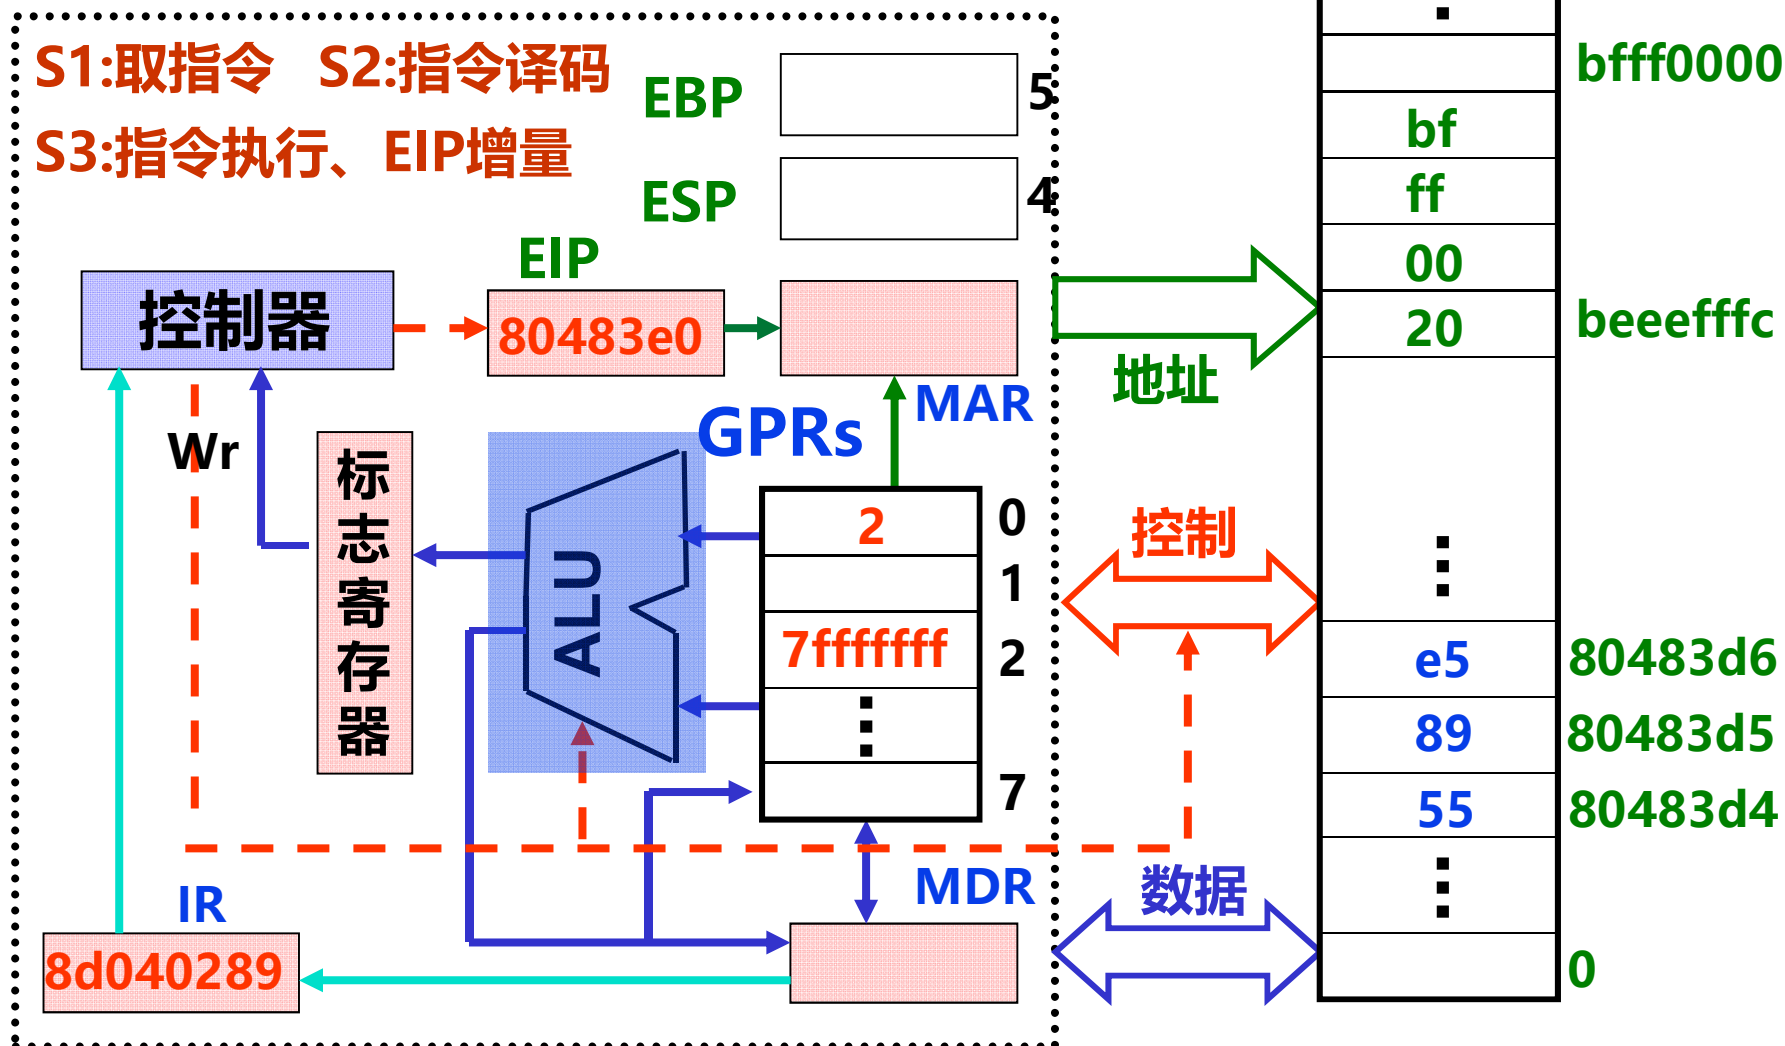 S1:取指令 S2:指令译码
S3:指令执行、EIP增量
EBP
5
ESP
4
EIP
控制器
80483e0
MAR
地址
Wr
标志寄存器
ALU
GPRs
2
0
1
7fffffff
2
7
控制
IR
8d040289
MDR
数据
bfff0000
bf
ff
00
20
beeefffc
e5
80483d6
89
80483d5
55
80483d4
0